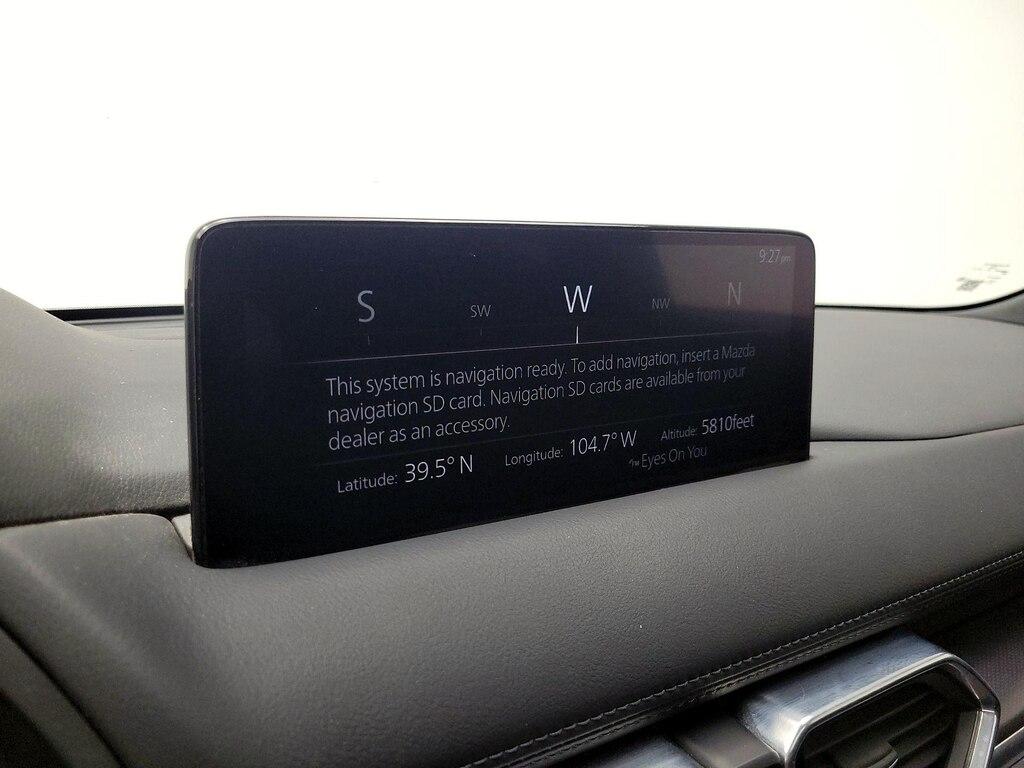 9:27pm
S SW W NW N
This system is navigation ready. To add navigation, insert a Mazda
navigation SD card. Navigation SD cards are available from your
dealer as an accessory.
Latitude: 39.5° N Longitude: 104.7° W Altitude: 5810feet
FM Eyes On You